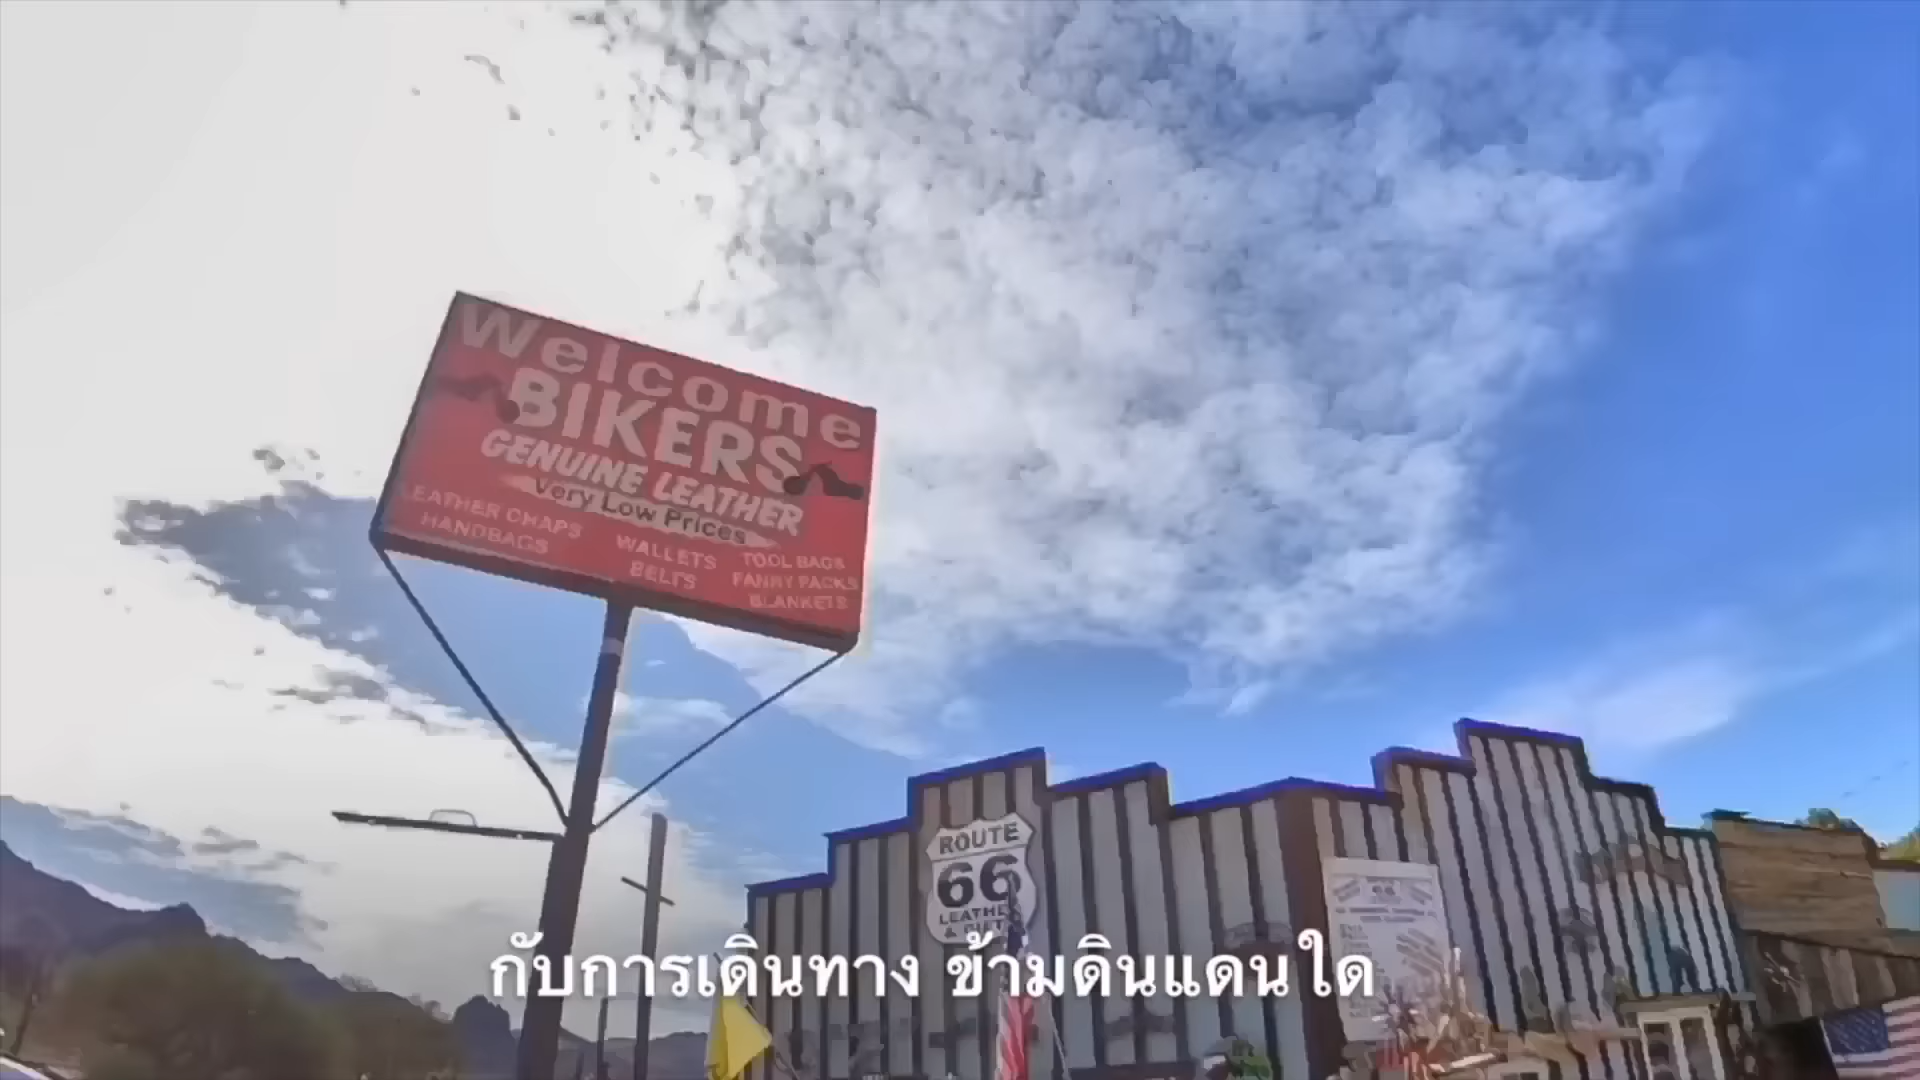 Welcome
BIKERS
GENUINE LEATHER
Very Low Prices
LEATHER CHAPS
HANDBAGS
WALLETS
BELTS
TOOL BAGS
FANNY PACKS
BLANKETS
ROUTE
66
LEATHER
&
กับการเดินทาง ข้ามดินแดนใด